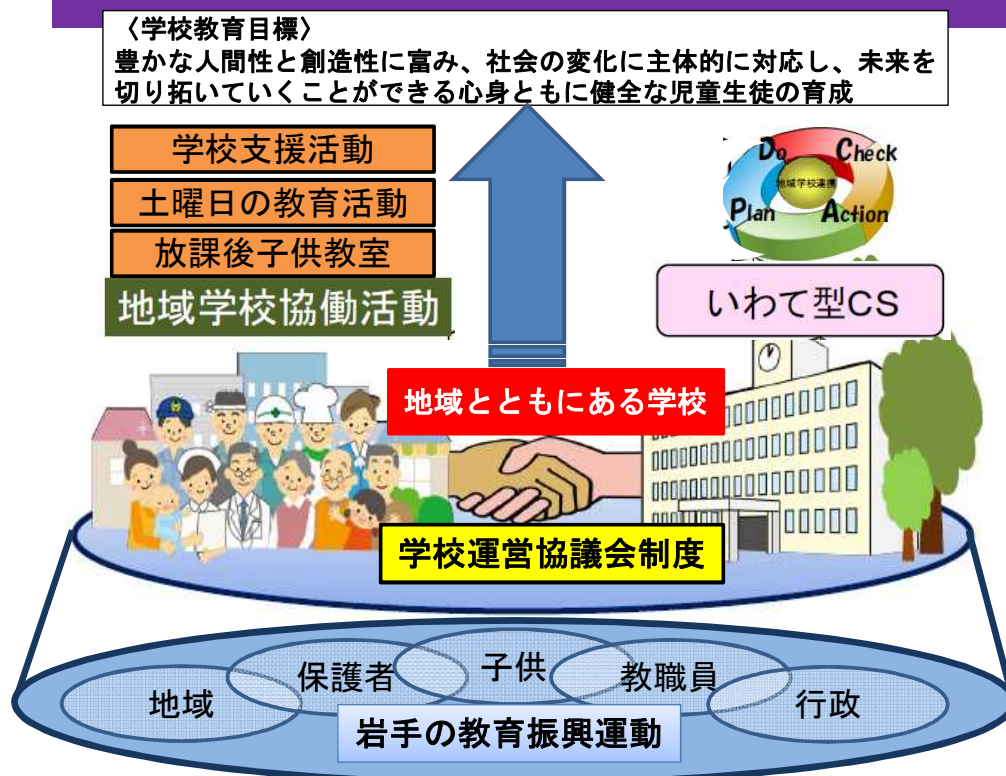 〈学校教育目標〉
豊かな人間性と創造性に富み、社会の変化に主体的に対応し、未来を
切り拓いていくことができる心身ともに健全な児童生徒の育成
学校支援活動
土曜日の教育活動
放課後子供教室
地域学校協働活動
Do Check
地域学校連携
Plan Action
いわて型CS
地域とともにある学校
学校運営協議会制度
地域 保護者 子供 教職員 行政
岩手の教育振興運動